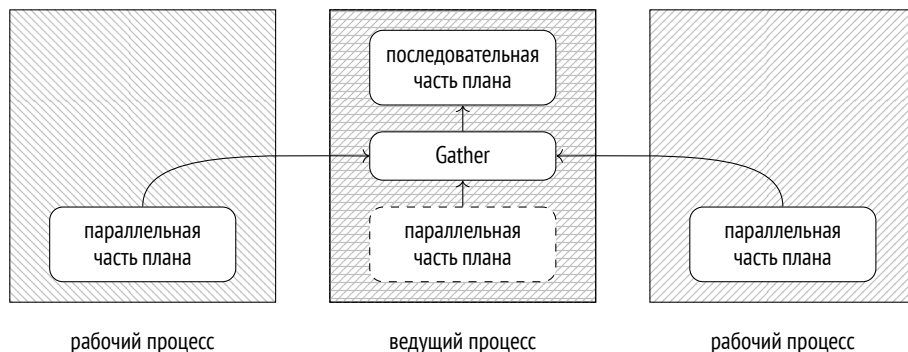 последовательная
часть плана
Gather
параллельная
часть плана
параллельная
часть плана
параллельная
часть плана
рабочий процесс
ведущий процесс
рабочий процесс